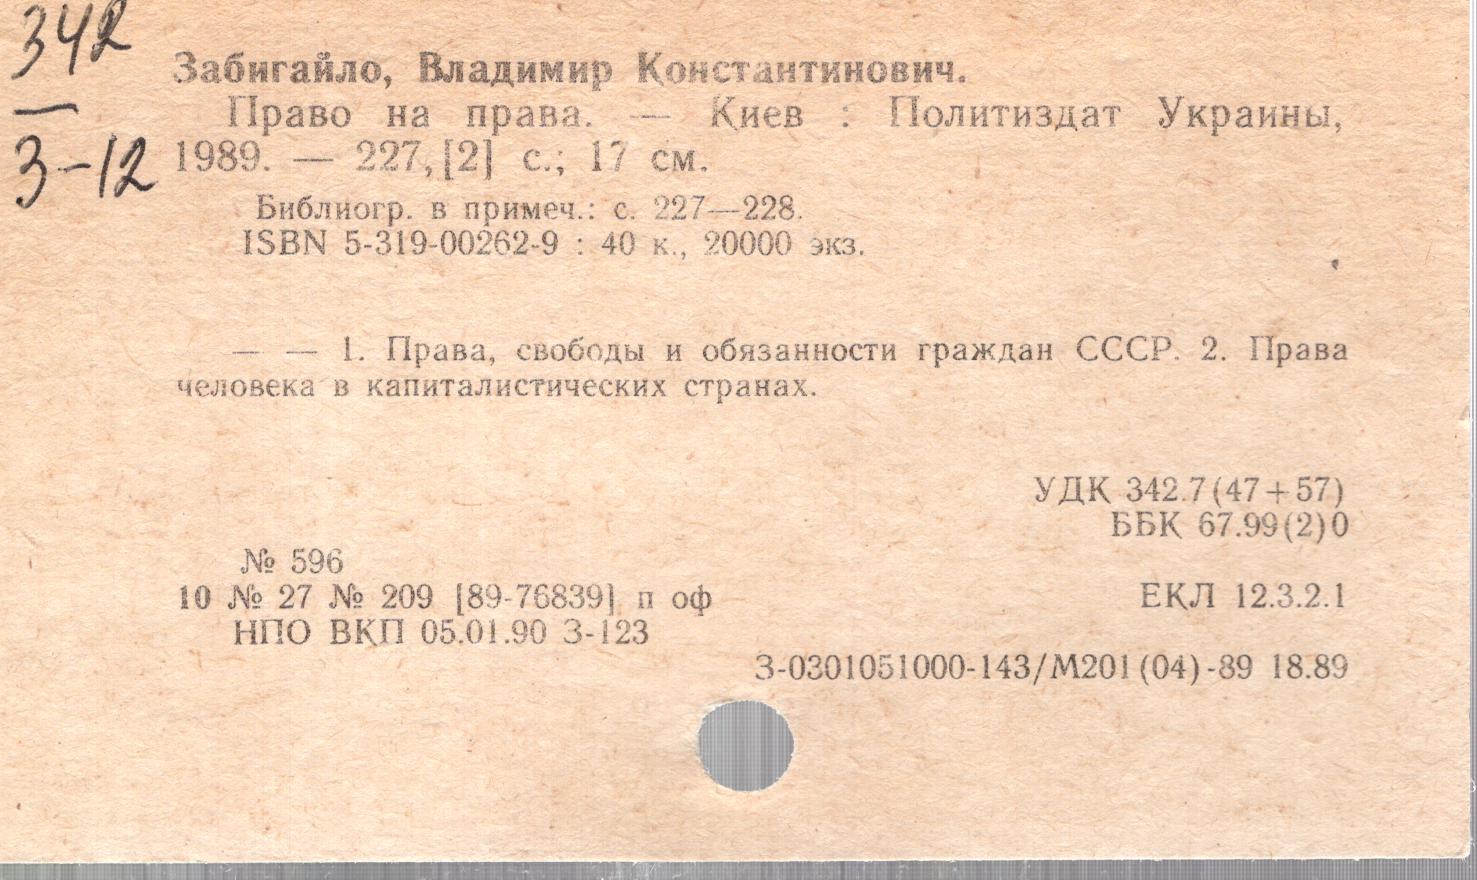 342
З-12
Забигайло, Владимир Константинович.
Право на права. — Киев : Политиздат Украины,
1989. — 227,[2] с.; 17 см.
Библиогр. в примеч.: с. 227—228.
ISBN 5-319-00262-9 : 40 к., 20000 экз.
— — 1. Права, свободы и обязанности граждан СССР. 2. Права
человека в капиталистических странах.
УДК 342.7(47+57)
ББК 67.99(2)0
№ 596
10 № 27 № 209 [89-76839] п оф
ЕКЛ 12.3.2.1
НПО ВКП 05.01.90 З-123
З-0301051000-143/М201(04)-89 18.89